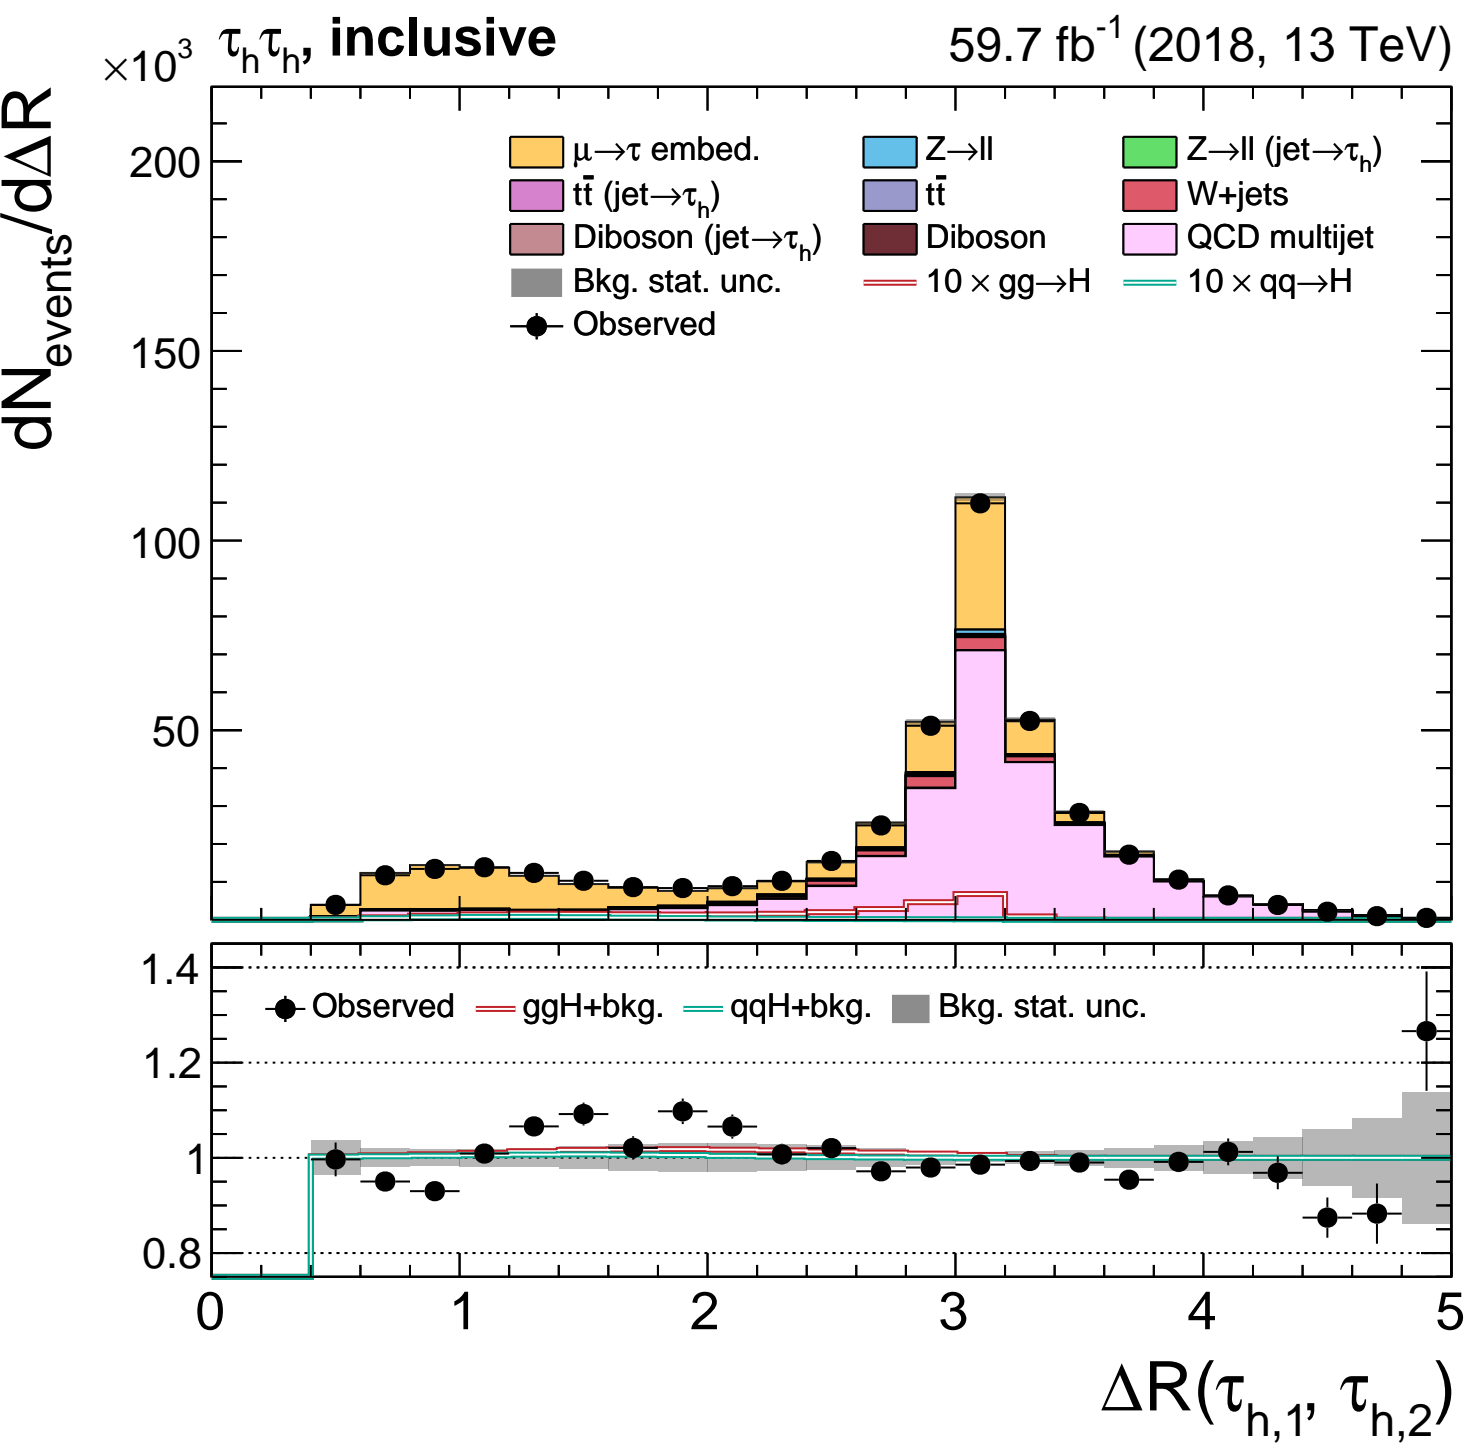 ×10³ τₕτₕ, inclusive 59.7 fb⁻¹ (2018, 13 TeV)
dN_events/dΔR
200
150
100
50
μ→τ embed. Z→ll Z→ll (jet→τₕ)
tt̄ (jet→τₕ) tt̄ W+jets
Diboson (jet→τₕ) Diboson QCD multijet
Bkg. stat. unc. 10 × gg→H 10 × qq→H
Observed
1.4
1.2
1
0.8
Observed ggH+bkg. qqH+bkg. Bkg. stat. unc.
0 1 2 3 4 5
ΔR(τ_h,1, τ_h,2)